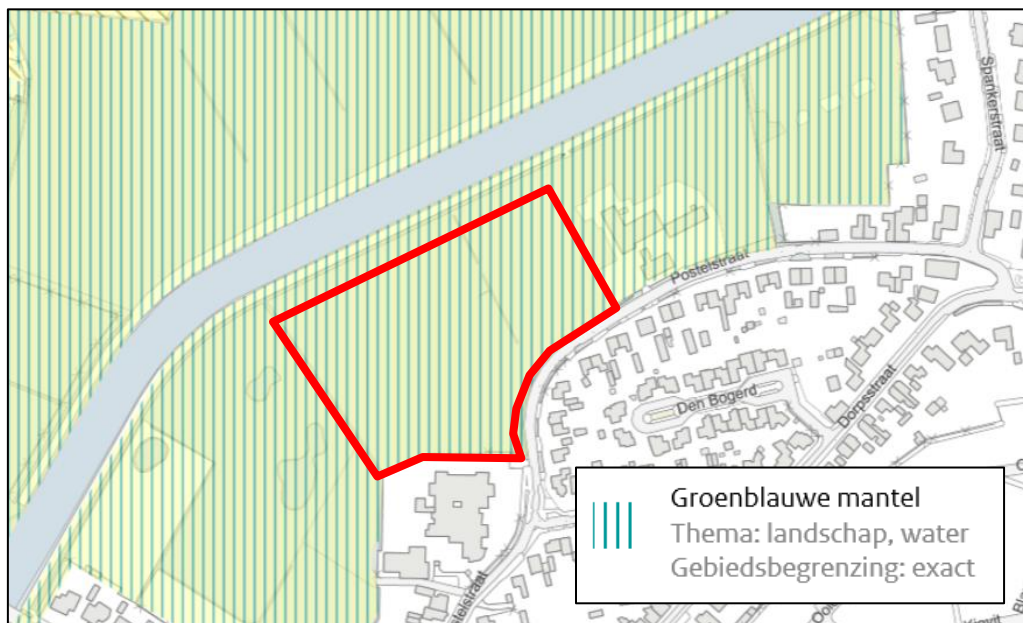 Spankerstraat
Postelstraat
Den Bogerd
Dorpsstraat
Groenblauwe mantel
Thema: landschap, water
Gebiedsbegrenzing: exact